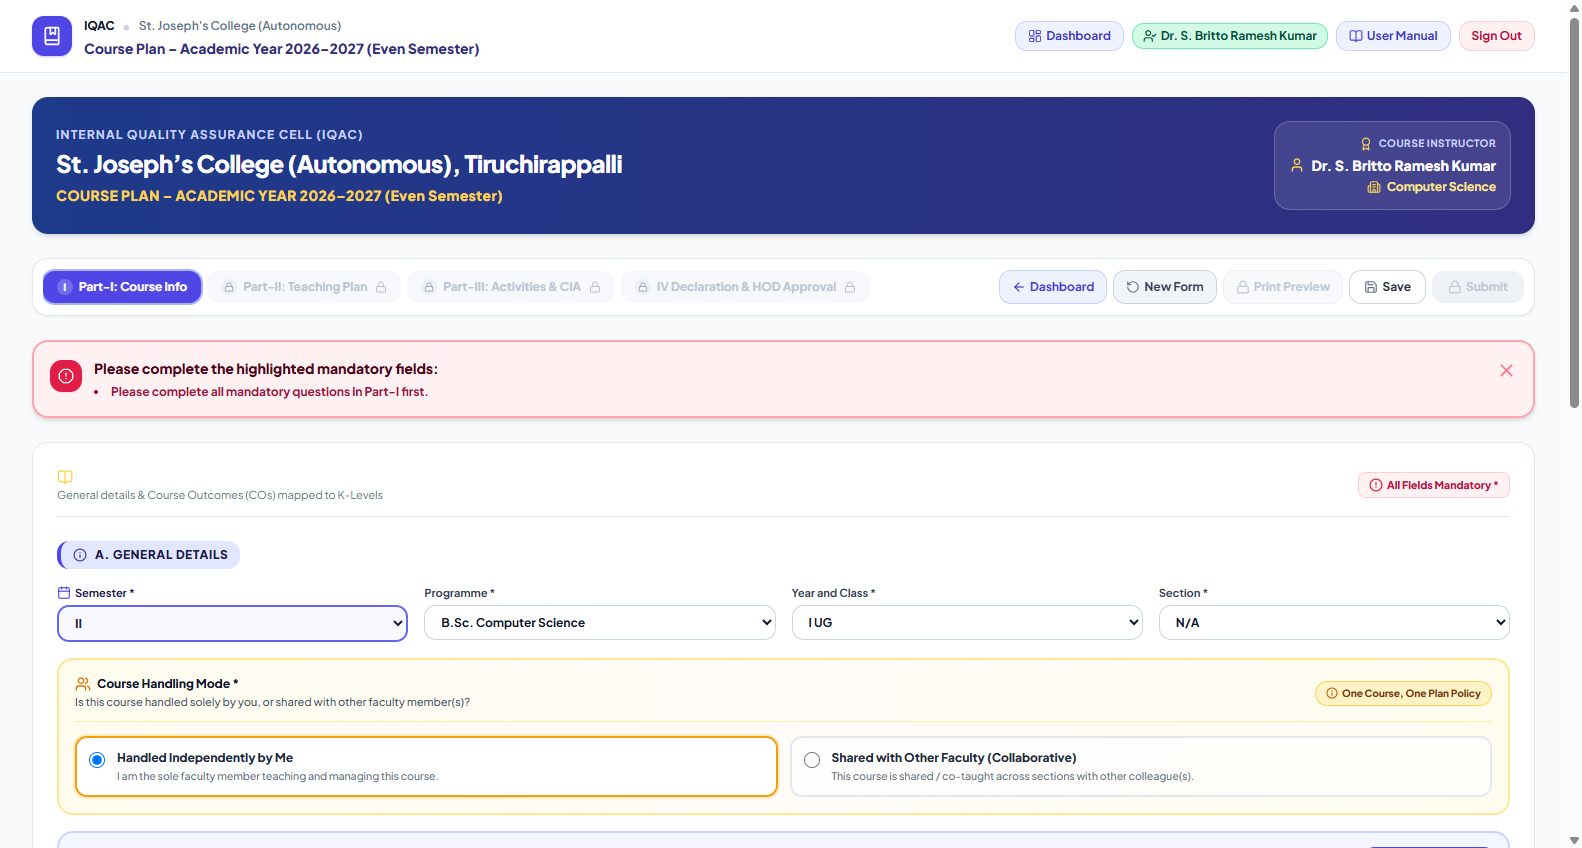 IQAC • St. Joseph's College (Autonomous)
Course Plan – Academic Year 2026–2027 (Even Semester)
Dashboard
Dr. S. Britto Ramesh Kumar
User Manual
Sign Out
INTERNAL QUALITY ASSURANCE CELL (IQAC)
St. Joseph's College (Autonomous), Tiruchirappalli
COURSE PLAN – ACADEMIC YEAR 2026–2027 (Even Semester)
COURSE INSTRUCTOR
Dr. S. Britto Ramesh Kumar
Computer Science
I Part-I: Course Info
Part-II: Teaching Plan
Part-III: Activities & CIA
IV Declaration & HOD Approval
Dashboard
New Form
Print Preview
Save
Submit
Please complete the highlighted mandatory fields:
• Please complete all mandatory questions in Part-I first.
General details & Course Outcomes (COs) mapped to K-Levels
All Fields Mandatory *
A. GENERAL DETAILS
Semester *
Programme *
Year and Class *
Section *
II
B.Sc. Computer Science
I UG
N/A
Course Handling Mode *
Is this course handled solely by you, or shared with other faculty member(s)?
One Course, One Plan Policy
Handled Independently by Me
I am the sole faculty member teaching and managing this course.
Shared with Other Faculty (Collaborative)
This course is shared / co-taught across sections with other colleague(s).